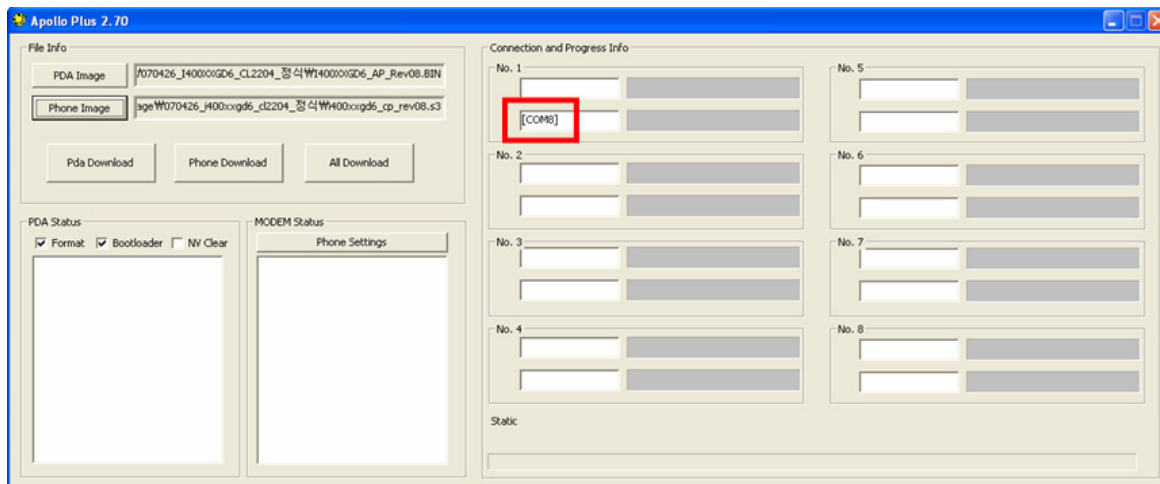 Apollo Plus 2.70
File Info
PDA Image
/070426_I400XXGD6_CL2204_정식₩I400XXGD6_AP_Rev08.BIN
Phone Image
age₩070426_i400xxgd6_cl2204_정식₩i400xxgd6_cp_rev08.s3
Pda Download
Phone Download
All Download
PDA Status
Format
Bootloader
NV Clear
MODEM Status
Phone Settings
Connection and Progress Info
No. 1
[COM8]
No. 2
No. 3
No. 4
No. 5
No. 6
No. 7
No. 8
Static